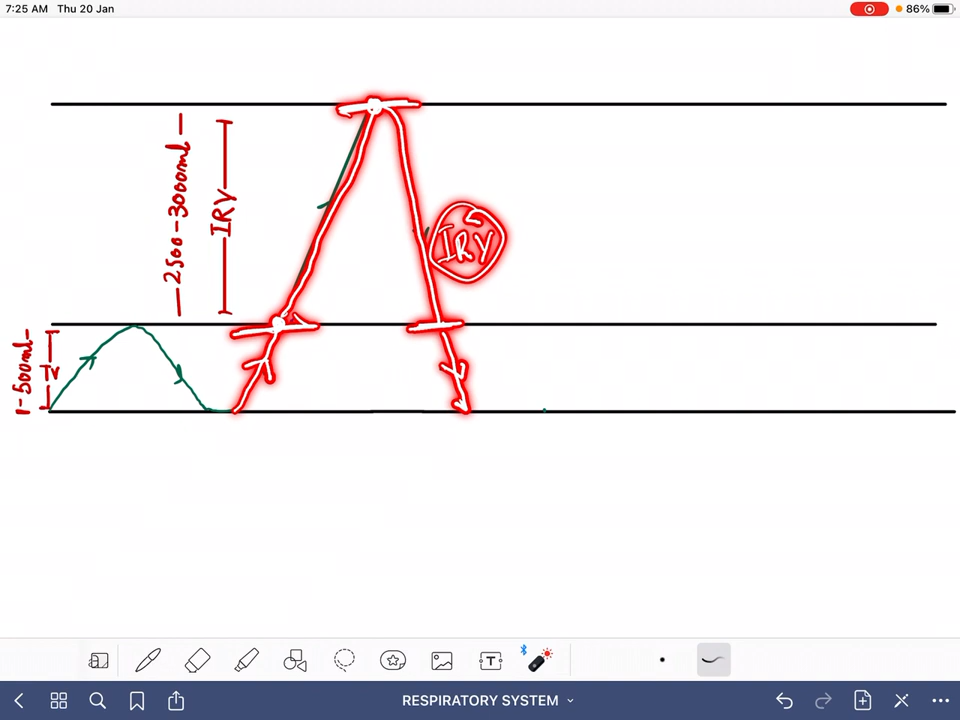 7:25 AM Thu 20 Jan
86%
2500-3000ml
IRV
IRV
500ml
RESPIRATORY SYSTEM
T